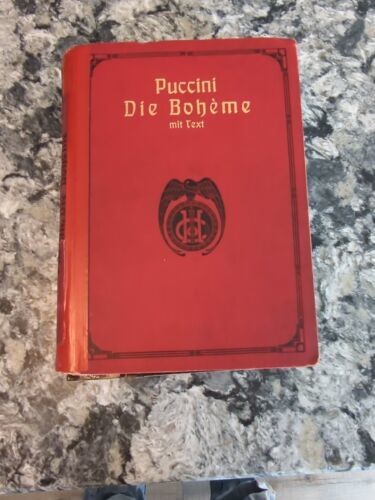 Puccini
Die Bohème
mit Text